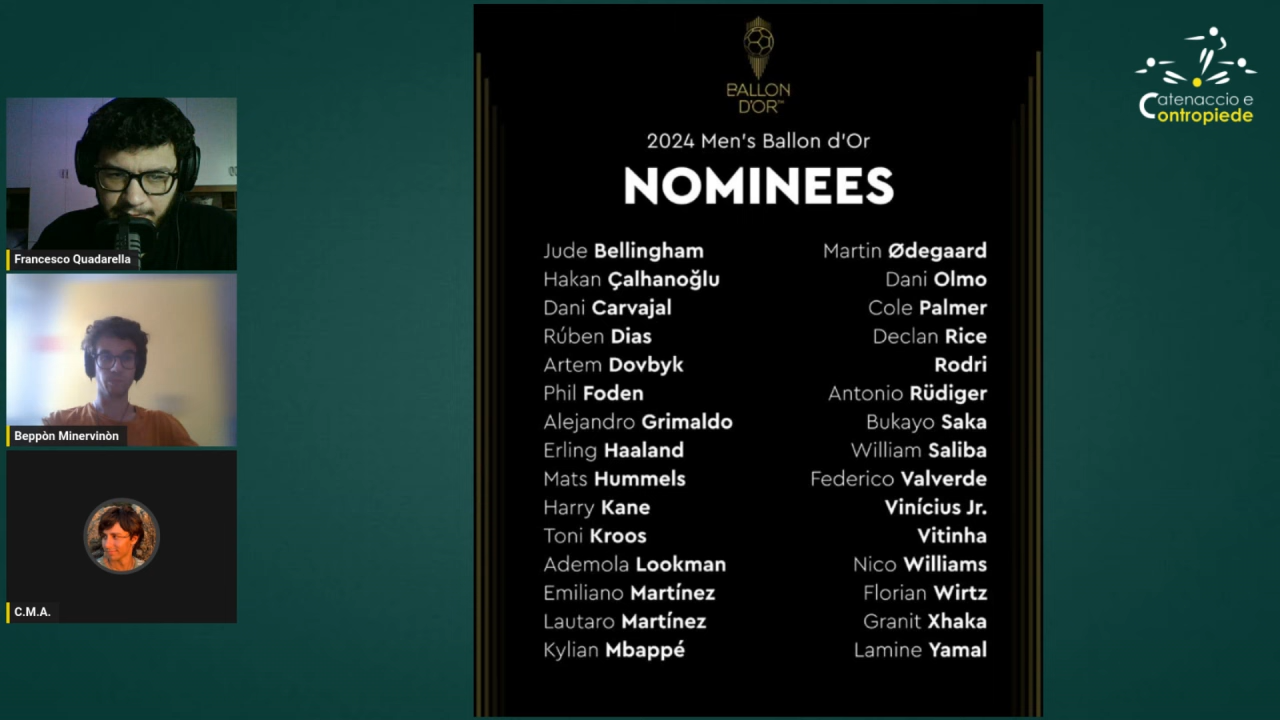 BALLON
D'OR™
2024 Men's Ballon d'Or
NOMINEES
Jude Bellingham
Hakan Çalhanoğlu
Dani Carvajal
Rúben Dias
Artem Dovbyk
Phil Foden
Alejandro Grimaldo
Erling Haaland
Mats Hummels
Harry Kane
Toni Kroos
Ademola Lookman
Emiliano Martínez
Lautaro Martínez
Kylian Mbappé
Martin Ødegaard
Dani Olmo
Cole Palmer
Declan Rice
Rodri
Antonio Rüdiger
Bukayo Saka
William Saliba
Federico Valverde
Vinícius Jr.
Vitinha
Nico Williams
Florian Wirtz
Granit Xhaka
Lamine Yamal
Catenaccio e
Contropiede
Francesco Quadarella
Beppòn Minervinòn
C.M.A.